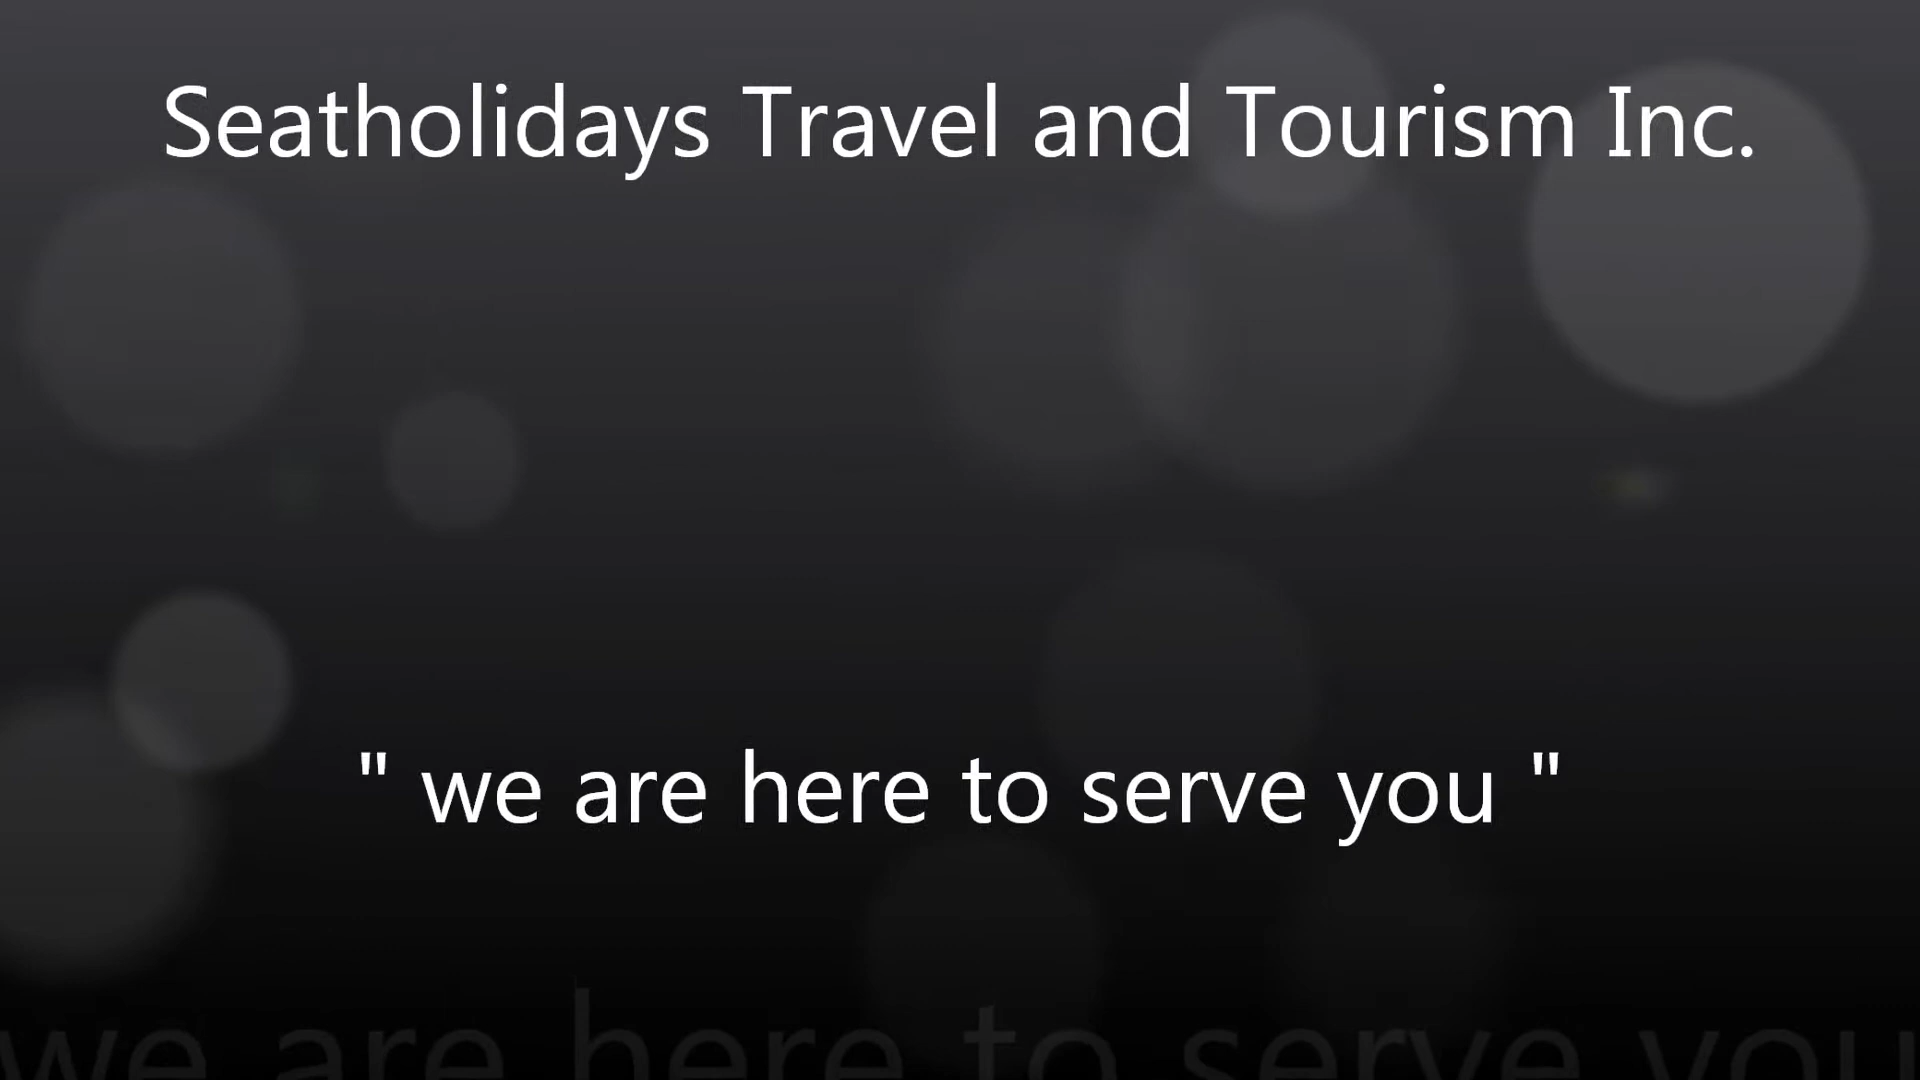 Seatholidays Travel and Tourism Inc.
" we are here to serve you "
we are here to serve you